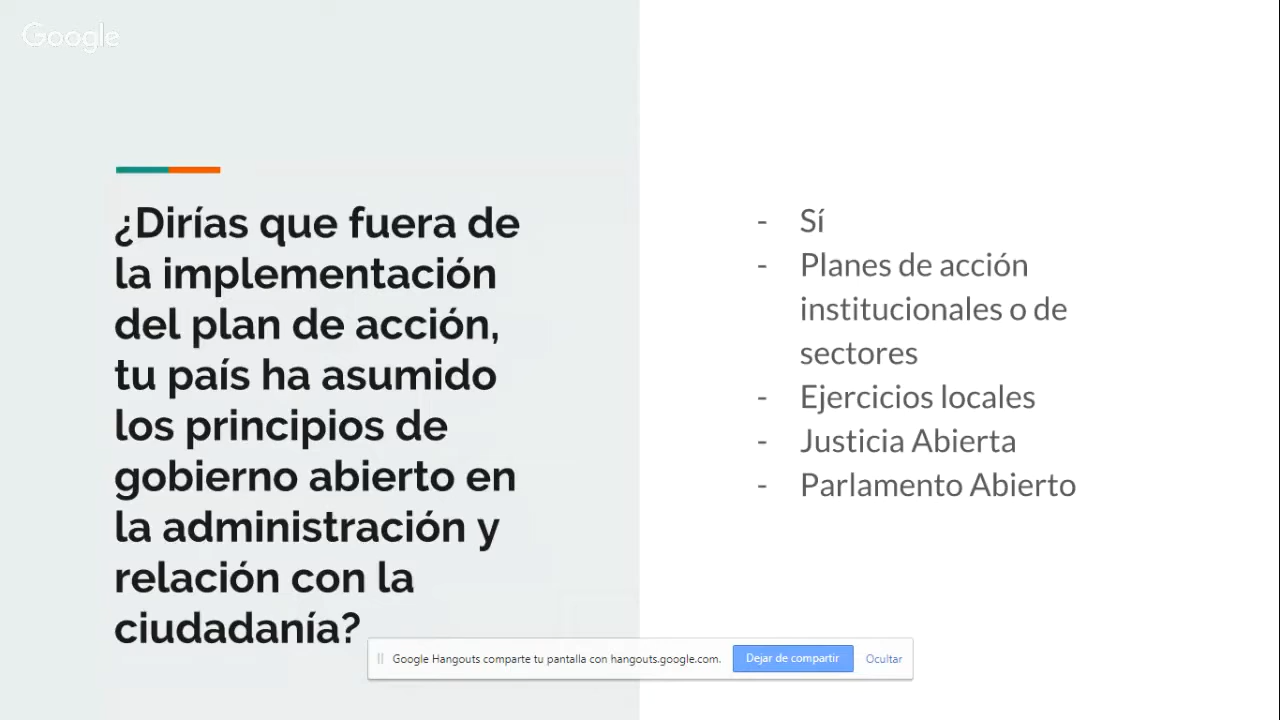 Google
¿Dirías que fuera de
la implementación
del plan de acción,
tu país ha asumido
los principios de
gobierno abierto en
la administración y
relación con la
ciudadanía?
- Sí
- Planes de acción
institucionales o de
sectores
- Ejercicios locales
- Justicia Abierta
- Parlamento Abierto
Google Hangouts comparte tu pantalla con hangouts.google.com. Dejar de compartir Ocultar